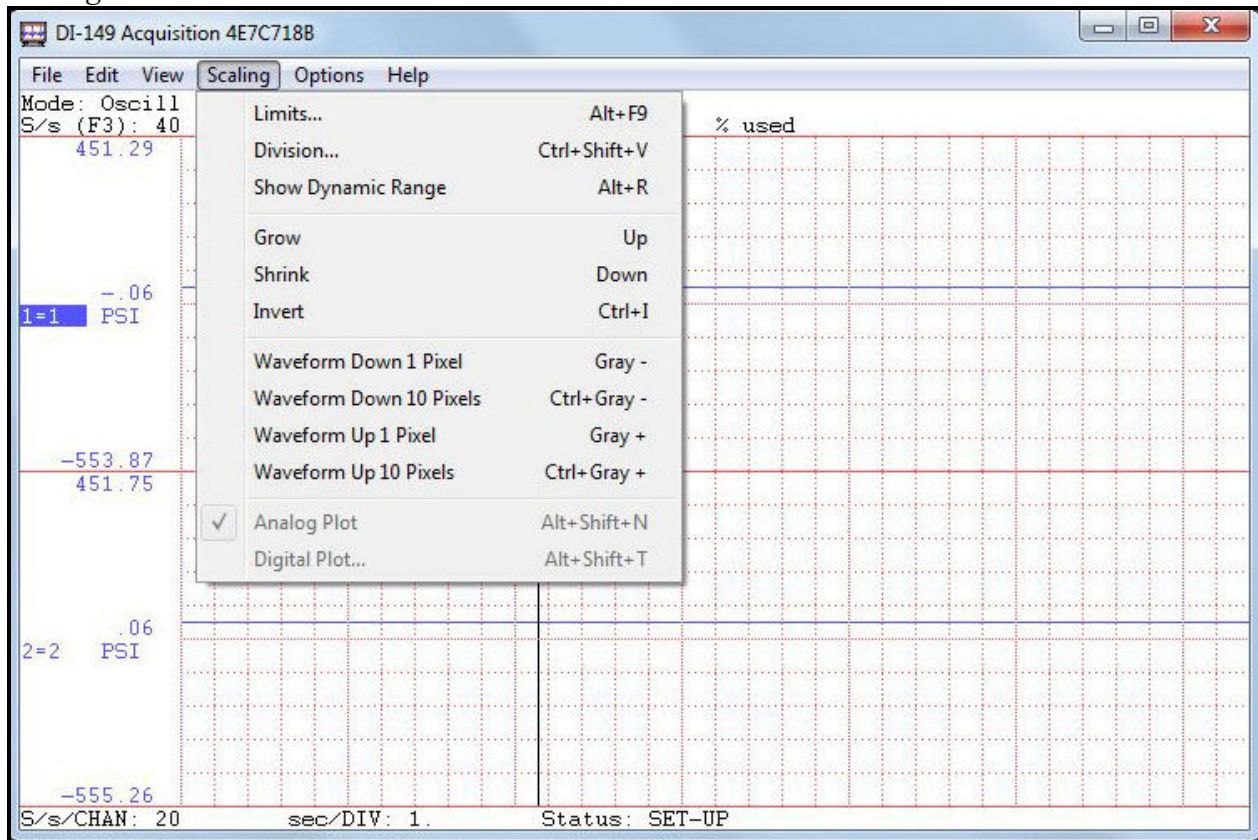 DI-149 Acquisition 4E7C718B
File Edit View Scaling Options Help
Mode: Oscill
S/s (F3): 40 % used
451.29
-.06
1=1 PSI
-553.87
451.75
.06
2=2 PSI
-555.26
S/s/CHAN: 20 sec/DIV: 1. Status: SET-UP
Limits... Alt+F9
Division... Ctrl+Shift+V
Show Dynamic Range Alt+R
Grow Up
Shrink Down
Invert Ctrl+I
Waveform Down 1 Pixel Gray -
Waveform Down 10 Pixels Ctrl+Gray -
Waveform Up 1 Pixel Gray +
Waveform Up 10 Pixels Ctrl+Gray +
Analog Plot Alt+Shift+N
Digital Plot... Alt+Shift+T